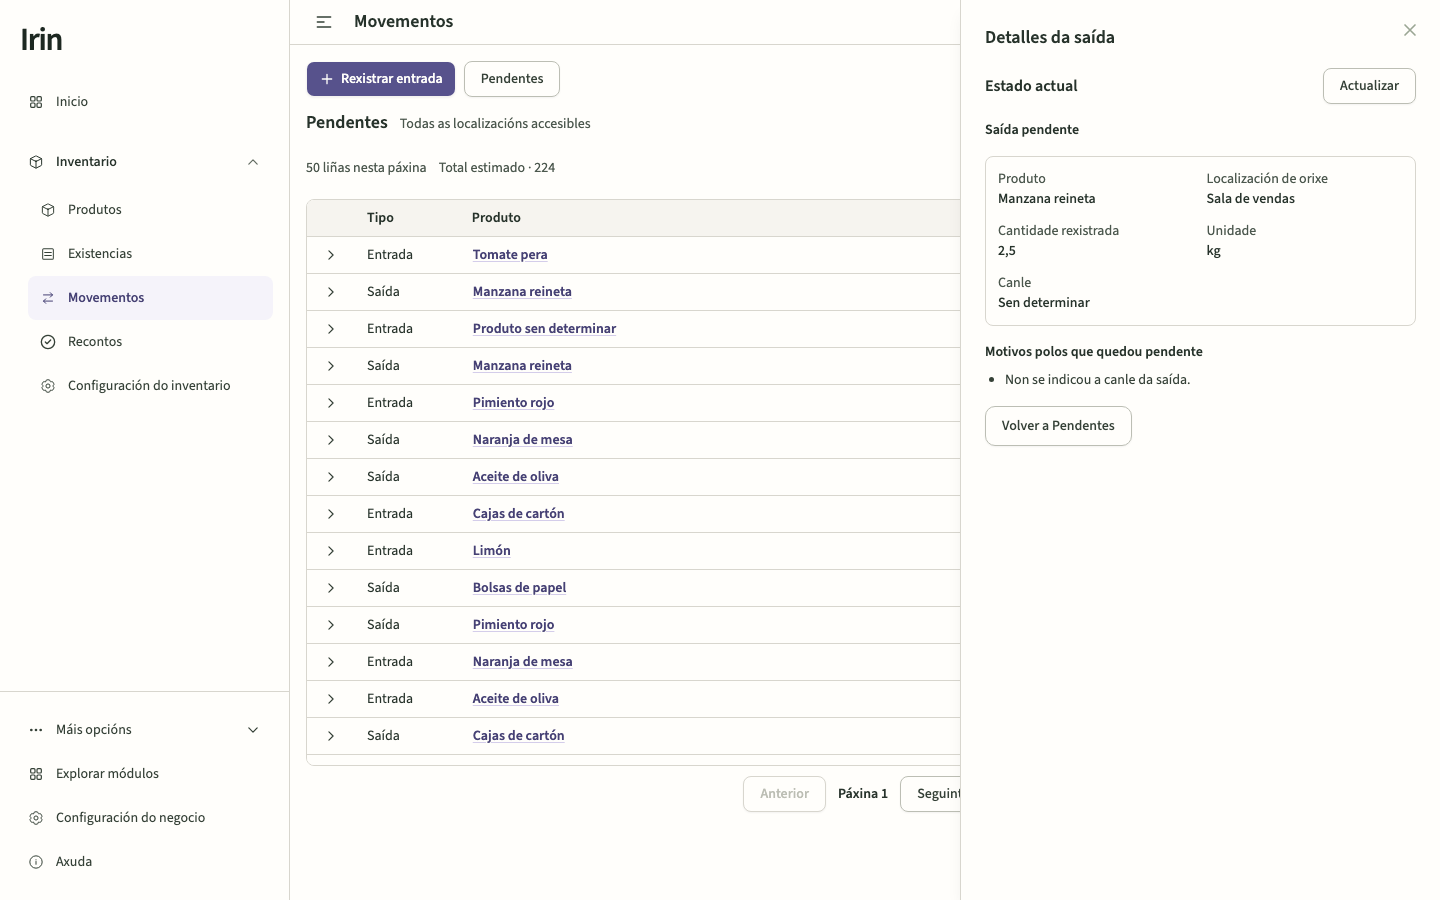 Irin
Inicio
Inventario
Produtos
Existencias
Movementos
Recontos
Configuración do inventario
Máis opcións
Explorar módulos
Configuración do negocio
Axuda
Movementos
Rexistrar entrada
Pendentes
Pendentes Todas as localizacións accesibles
50 liñas nesta páxina Total estimado · 224
Tipo Produto
Entrada Tomate pera
Saída Manzana reineta
Entrada Produto sen determinar
Saída Manzana reineta
Entrada Pimiento rojo
Saída Naranja de mesa
Saída Aceite de oliva
Entrada Cajas de cartón
Entrada Limón
Saída Bolsas de papel
Saída Pimiento rojo
Entrada Naranja de mesa
Entrada Aceite de oliva
Saída Cajas de cartón
Anterior Páxina 1 Seguint
Detalles da saída
Estado actual Actualizar
Saída pendente
Produto Localización de orixe
Manzana reineta Sala de vendas
Cantidade rexistrada Unidade
2,5 kg
Canle
Sen determinar
Motivos polos que quedou pendente
• Non se indicou a canle da saída.
Volver a Pendentes